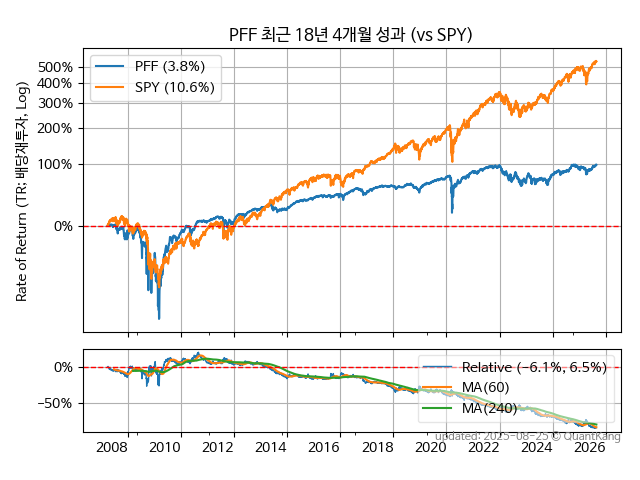 PFF 최근 18년 4개월 성과 (vs SPY)
PFF (3.8%)
SPY (10.6%)
Rate of Return (TR; 배당재투자, Log)
500%
400%
300%
200%
100%
0%
0%
−50%
Relative (−6.1%, 6.5%)
MA(60)
MA(240)
updated: 2025-08-25 © QuantKang
2008 2010 2012 2014 2016 2018 2020 2022 2024 2026